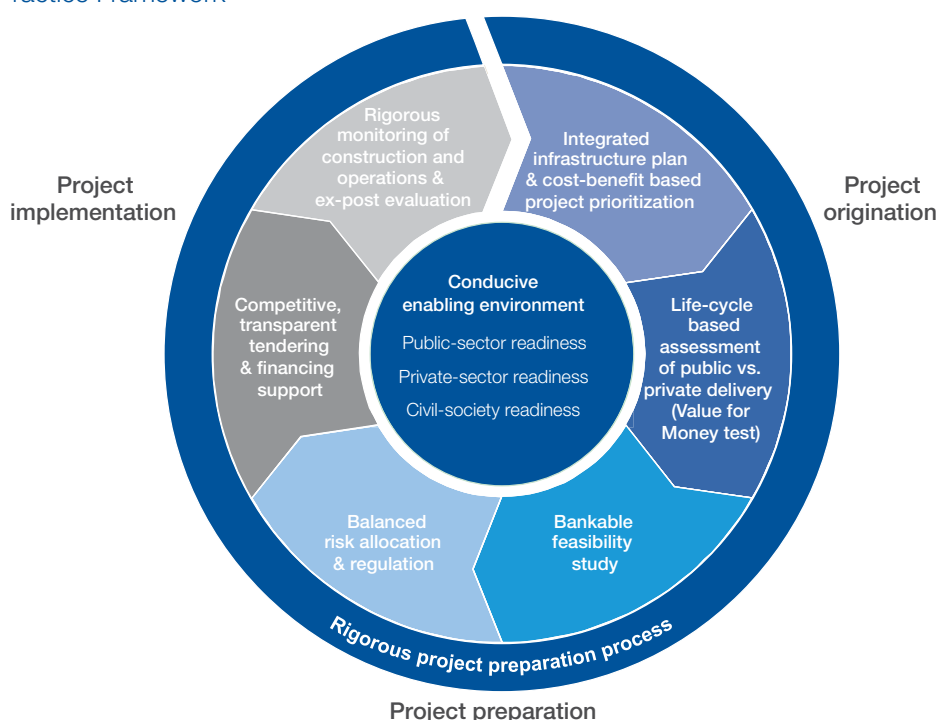 Tactics Framework
Rigorous
monitoring of
construction and
operations &
ex-post evaluation
Integrated
infrastructure plan
& cost-benefit based
project prioritization
Project
implementation
Project
origination
Conducive
enabling environment
Public-sector readiness
Private-sector readiness
Civil-society readiness
Competitive,
transparent
tendering
& financing
support
Life-cycle
based
assessment
of public vs.
private delivery
(Value for
Money test)
Balanced
risk allocation
& regulation
Bankable
feasibility
study
Rigorous project preparation process
Project preparation